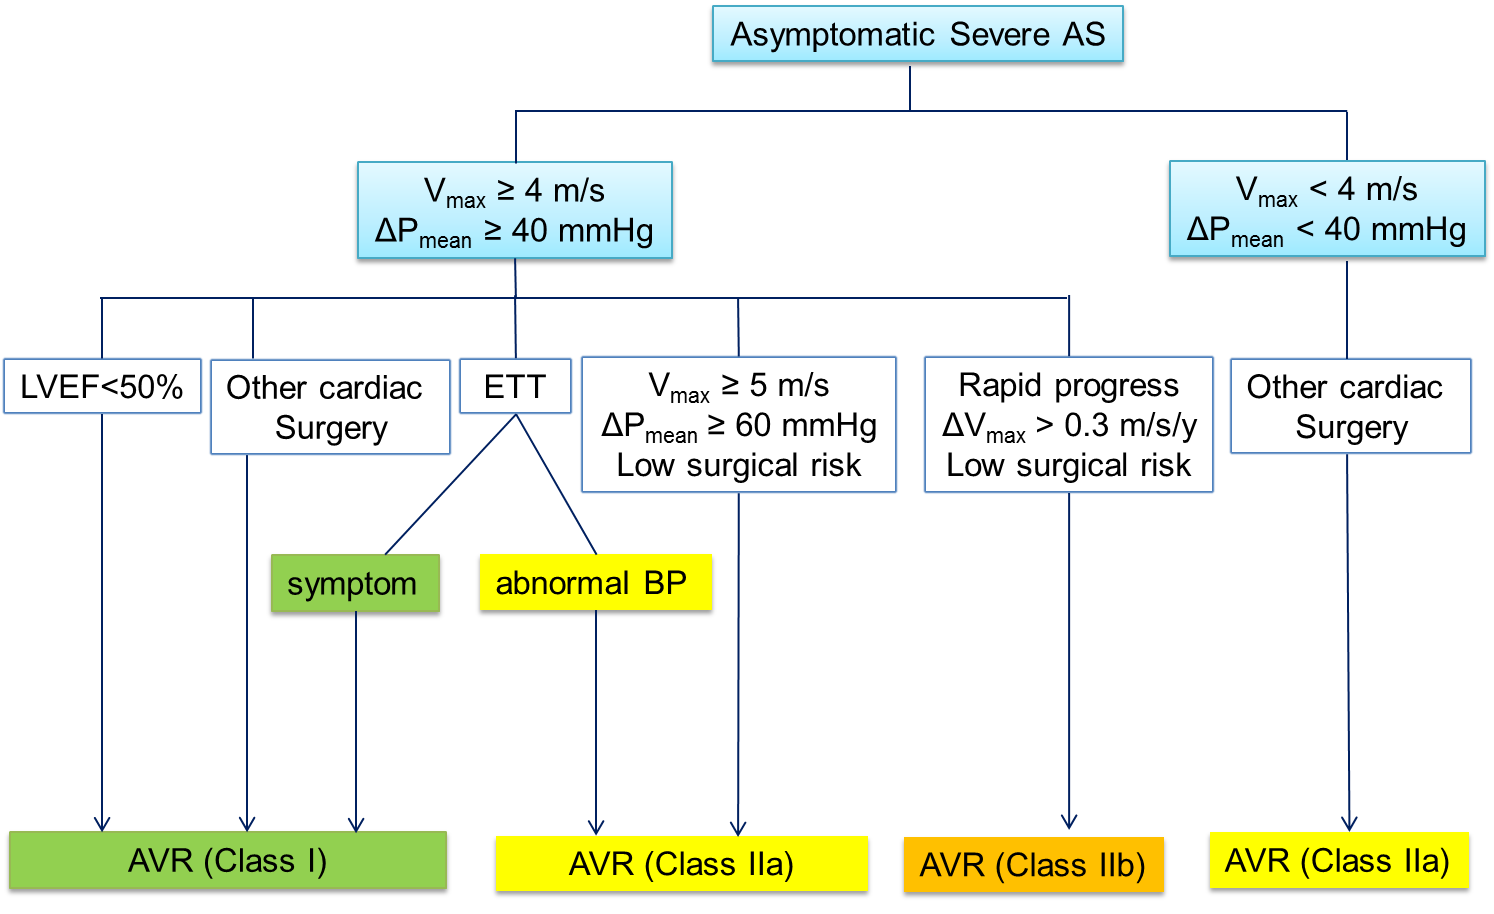 Asymptomatic Severe AS
Vmax ≥ 4 m/s
ΔPmean ≥ 40 mmHg
Vmax < 4 m/s
ΔPmean < 40 mmHg
LVEF<50%
Other cardiac
Surgery
ETT
Vmax ≥ 5 m/s
ΔPmean ≥ 60 mmHg
Low surgical risk
Rapid progress
ΔVmax > 0.3 m/s/y
Low surgical risk
Other cardiac
Surgery
symptom
abnormal BP
AVR (Class I)
AVR (Class IIa)
AVR (Class IIb)
AVR (Class IIa)